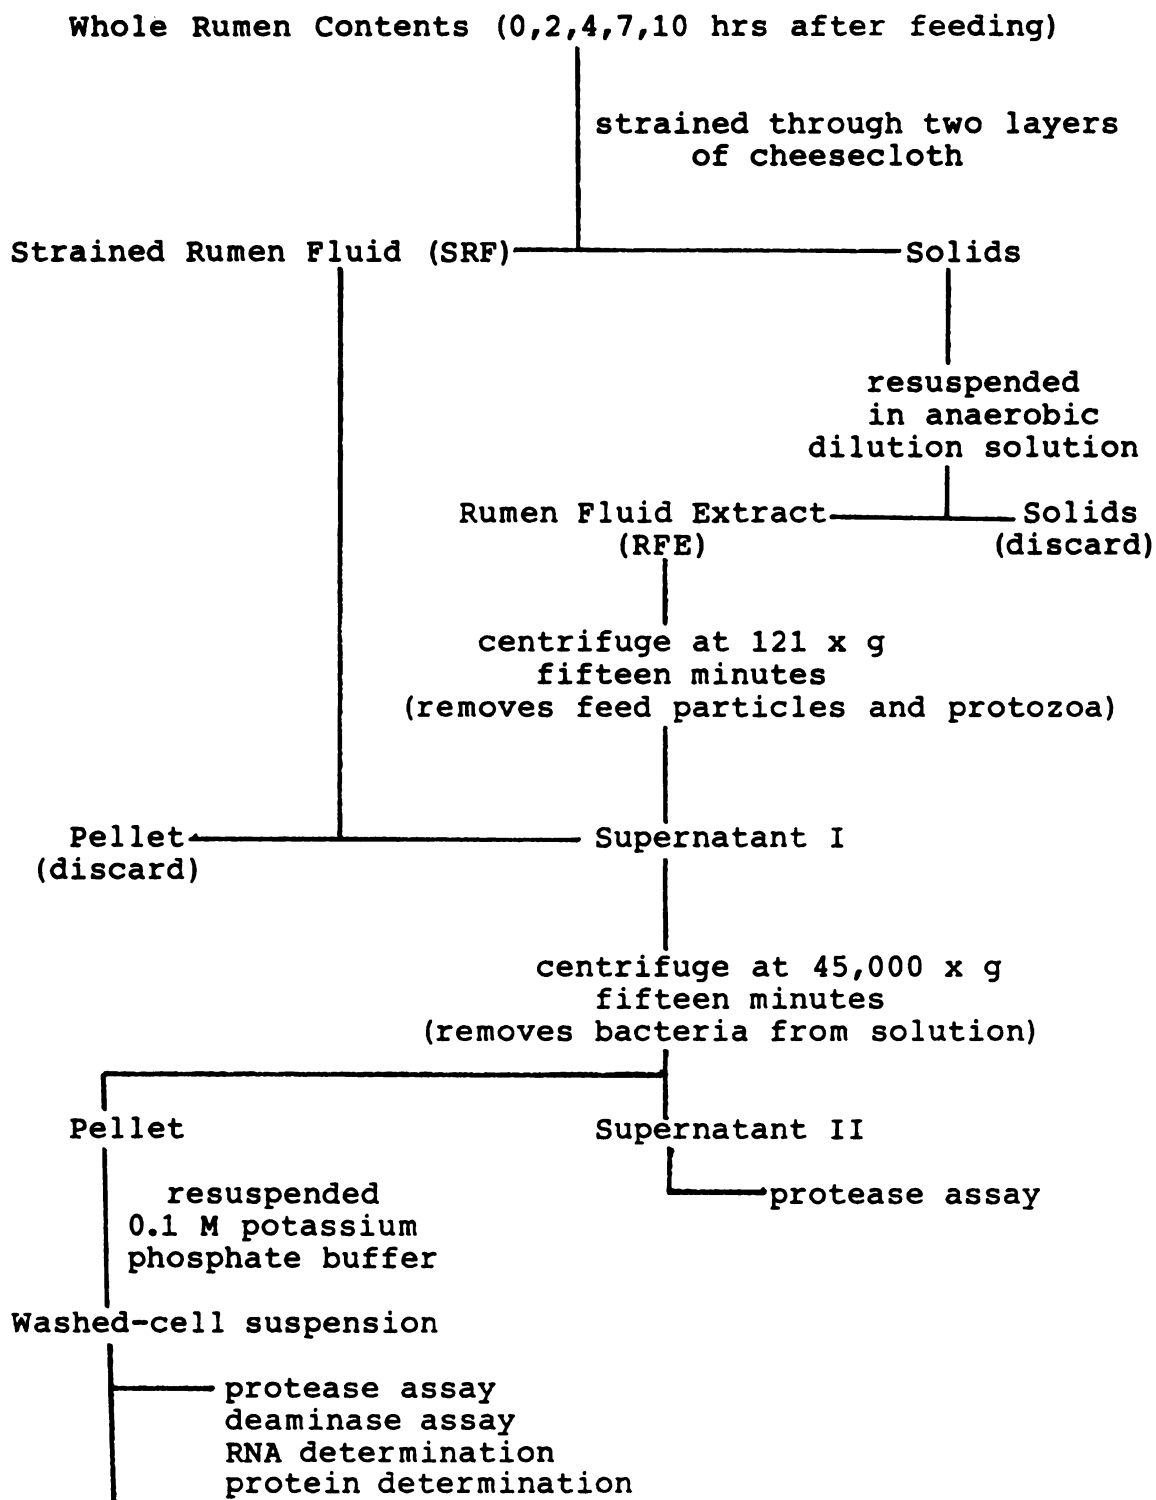 Whole Rumen Contents (0,2,4,7,10 hrs after feeding)
strained through two layers
of cheesecloth
Strained Rumen Fluid (SRF)
Solids
resuspended
in anaerobic
dilution solution
Rumen Fluid Extract
(RFE)
Solids
(discard)
centrifuge at 121 x g
fifteen minutes
(removes feed particles and protozoa)
Pellet
(discard)
Supernatant I
centrifuge at 45,000 x g
fifteen minutes
(removes bacteria from solution)
Pellet
Supernatant II
protease assay
resuspended
0.1 M potassium
phosphate buffer
Washed-cell suspension
protease assay
deaminase assay
RNA determination
protein determination